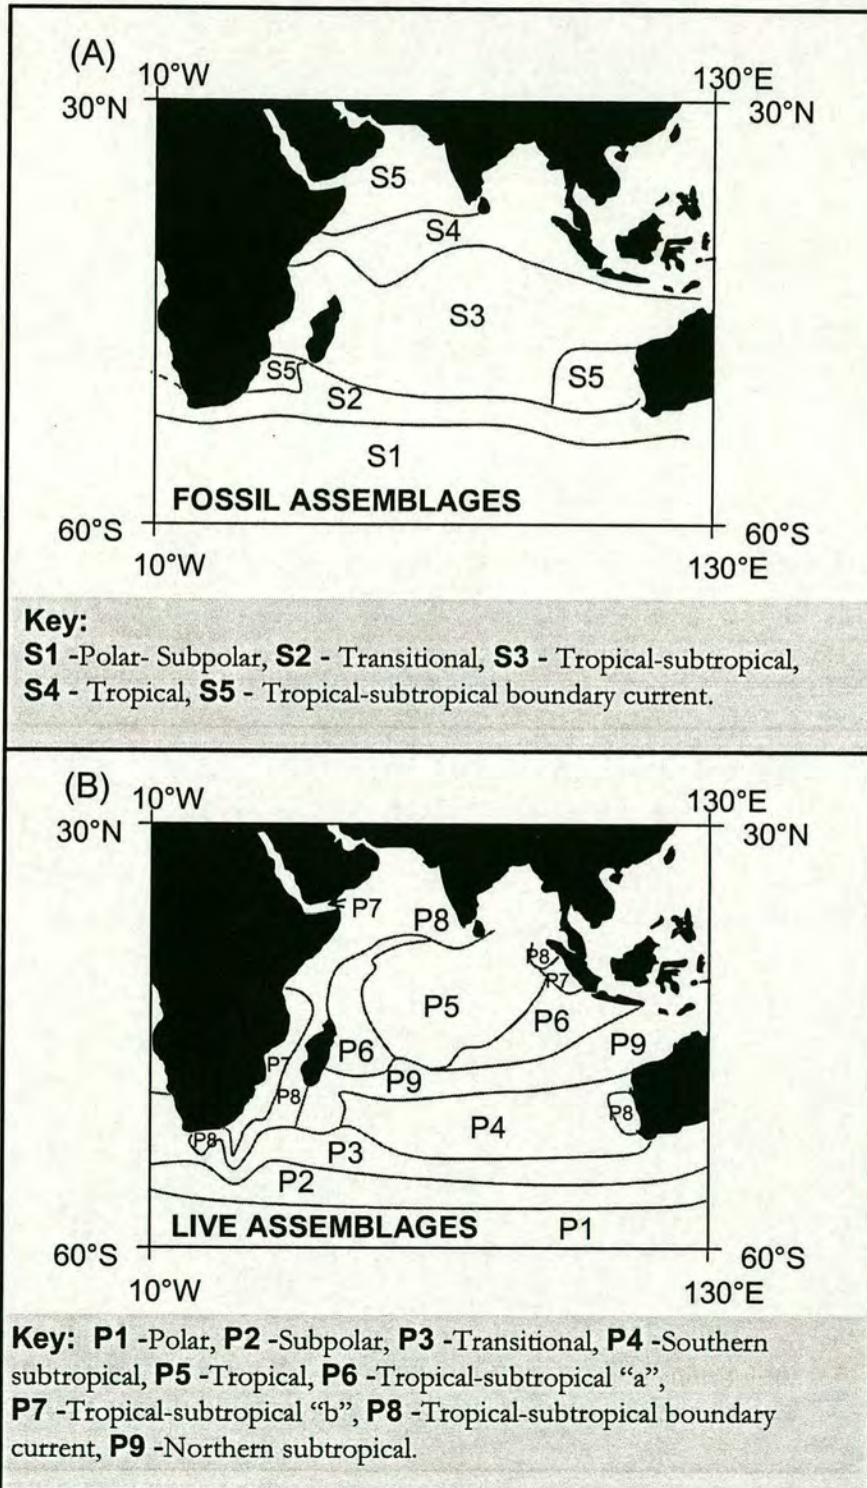 (A)
10°W 130°E
30°N 30°N
S5
S4
S3
S5 S5
S2
S1
FOSSIL ASSEMBLAGES
60°S 60°S
10°W 130°E
Key:
S1 -Polar- Subpolar, S2 - Transitional, S3 - Tropical-subtropical,
S4 - Tropical, S5 - Tropical-subtropical boundary current.
(B)
10°W 130°E
30°N 30°N
P7
P8
P8
P7
P5
P6
P6 P9
P7
P9
P8
P8
P4
P8
P3
P2
LIVE ASSEMBLAGES P1
60°S 60°S
10°W 130°E
Key: P1 -Polar, P2 -Subpolar, P3 -Transitional, P4 -Southern
subtropical, P5 -Tropical, P6 -Tropical-subtropical “a”,
P7 -Tropical-subtropical “b”, P8 -Tropical-subtropical boundary
current, P9 -Northern subtropical.